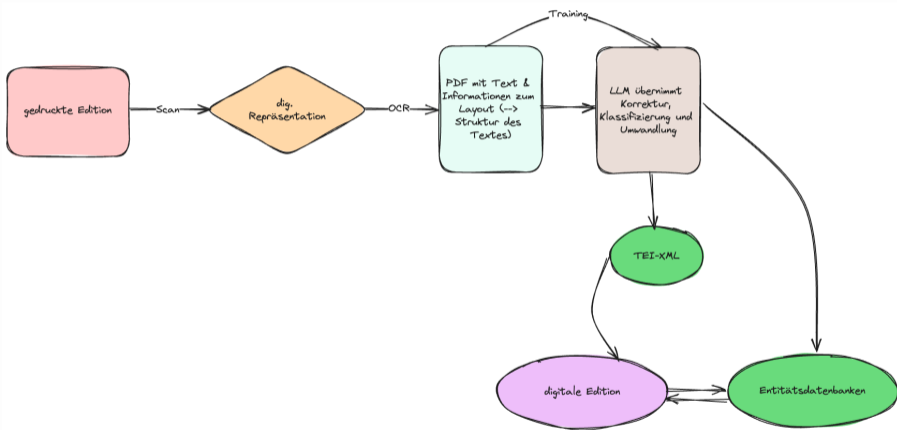 Training
gedruckte Edition
Scan
dig.
Repräsentation
OCR
PDF mit Text &
Informationen zum
Layout (-->
Struktur des
Textes)
LLM übernimmt
Korrektur,
Klassifizierung und
Umwandlung
TEI-XML
digitale Edition
Entitätsdatenbanken